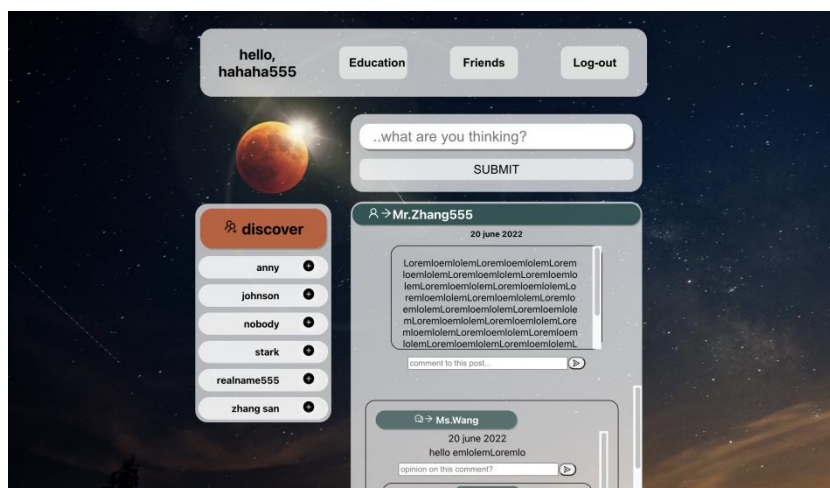 hello,
hahaha555
Education
Friends
Log-out
..what are you thinking?
SUBMIT
discover
anny
johnson
nobody
stark
realname555
zhang san
Mr.Zhang555
20 june 2022
LoremloemlolemLoremloemlolemLorem
loemlolemLoremloemlolemLoremloemlo
lemLoremloemlolemLoremloemlolemLo
remloemlolemLoremloemlolemLoremlo
emlolemLoremloemlolemLoremloemlole
mLoremloemlolemLoremloemlolemLore
mloemlolemLoremloemlolemLoremloem
lolemLoremloemlolemLoremloemlolemL
comment to this post...
Ms.Wang
20 june 2022
hello emlolemLoremlo
opinion on this comment?